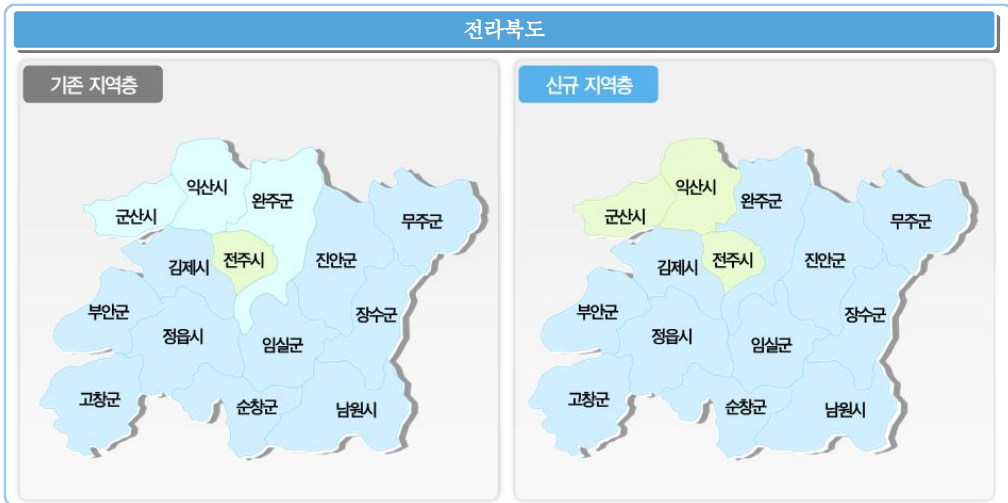 전라북도
기존 지역층
익산시
완주군
군산시
무주군
전주시
김제시
진안군
부안군
장수군
정읍시
임실군
고창군
순창군
남원시
신규 지역층
익산시
완주군
군산시
무주군
전주시
김제시
진안군
부안군
장수군
정읍시
임실군
고창군
순창군
남원시